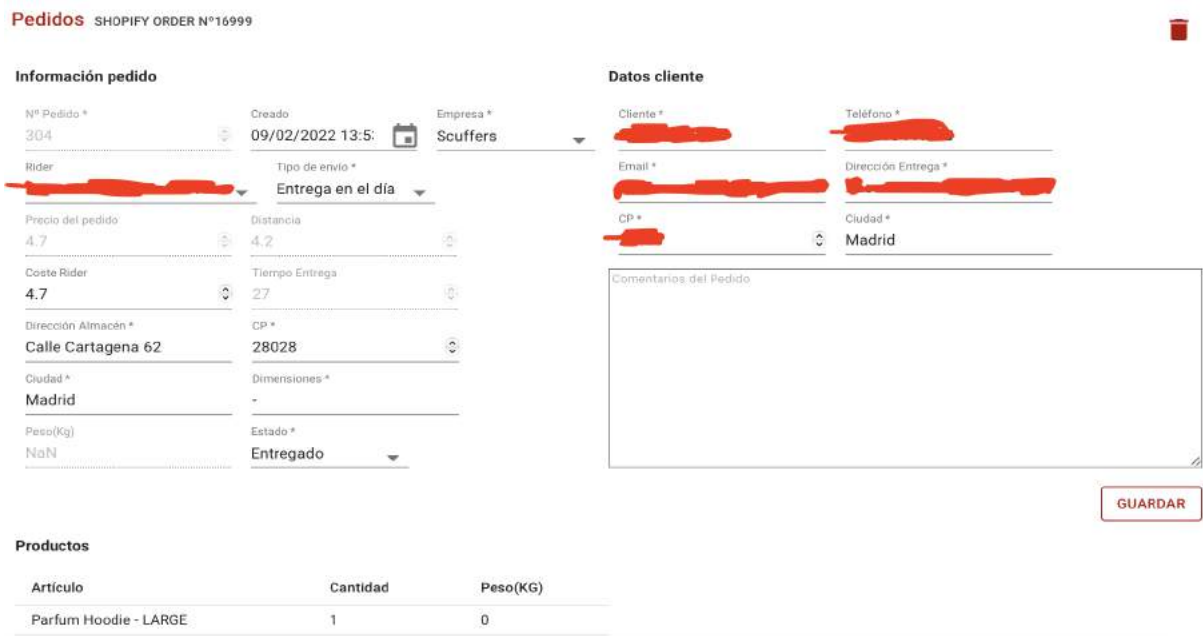 Pedidos SHOPIFY ORDER Nº16999
Información pedido
Nº Pedido * Creado Empresa *
304 09/02/2022 13:5: Scuffers
Rider Tipo de envío *
Entrega en el día
Precio del pedido Distancia
4.7 4.2
Coste Rider Tiempo Entrega
4.7 27
Dirección Almacén * CP *
Calle Cartagena 62 28028
Ciudad * Dimensiones *
Madrid -
Peso(Kg) Estado *
NaN Entregado
Datos cliente
Cliente * Teléfono *
Email * Dirección Entrega *
CP * Ciudad *
Madrid
Comentarios del Pedido
GUARDAR
Productos
Artículo Cantidad Peso(KG)
Parfum Hoodie - LARGE 1 0